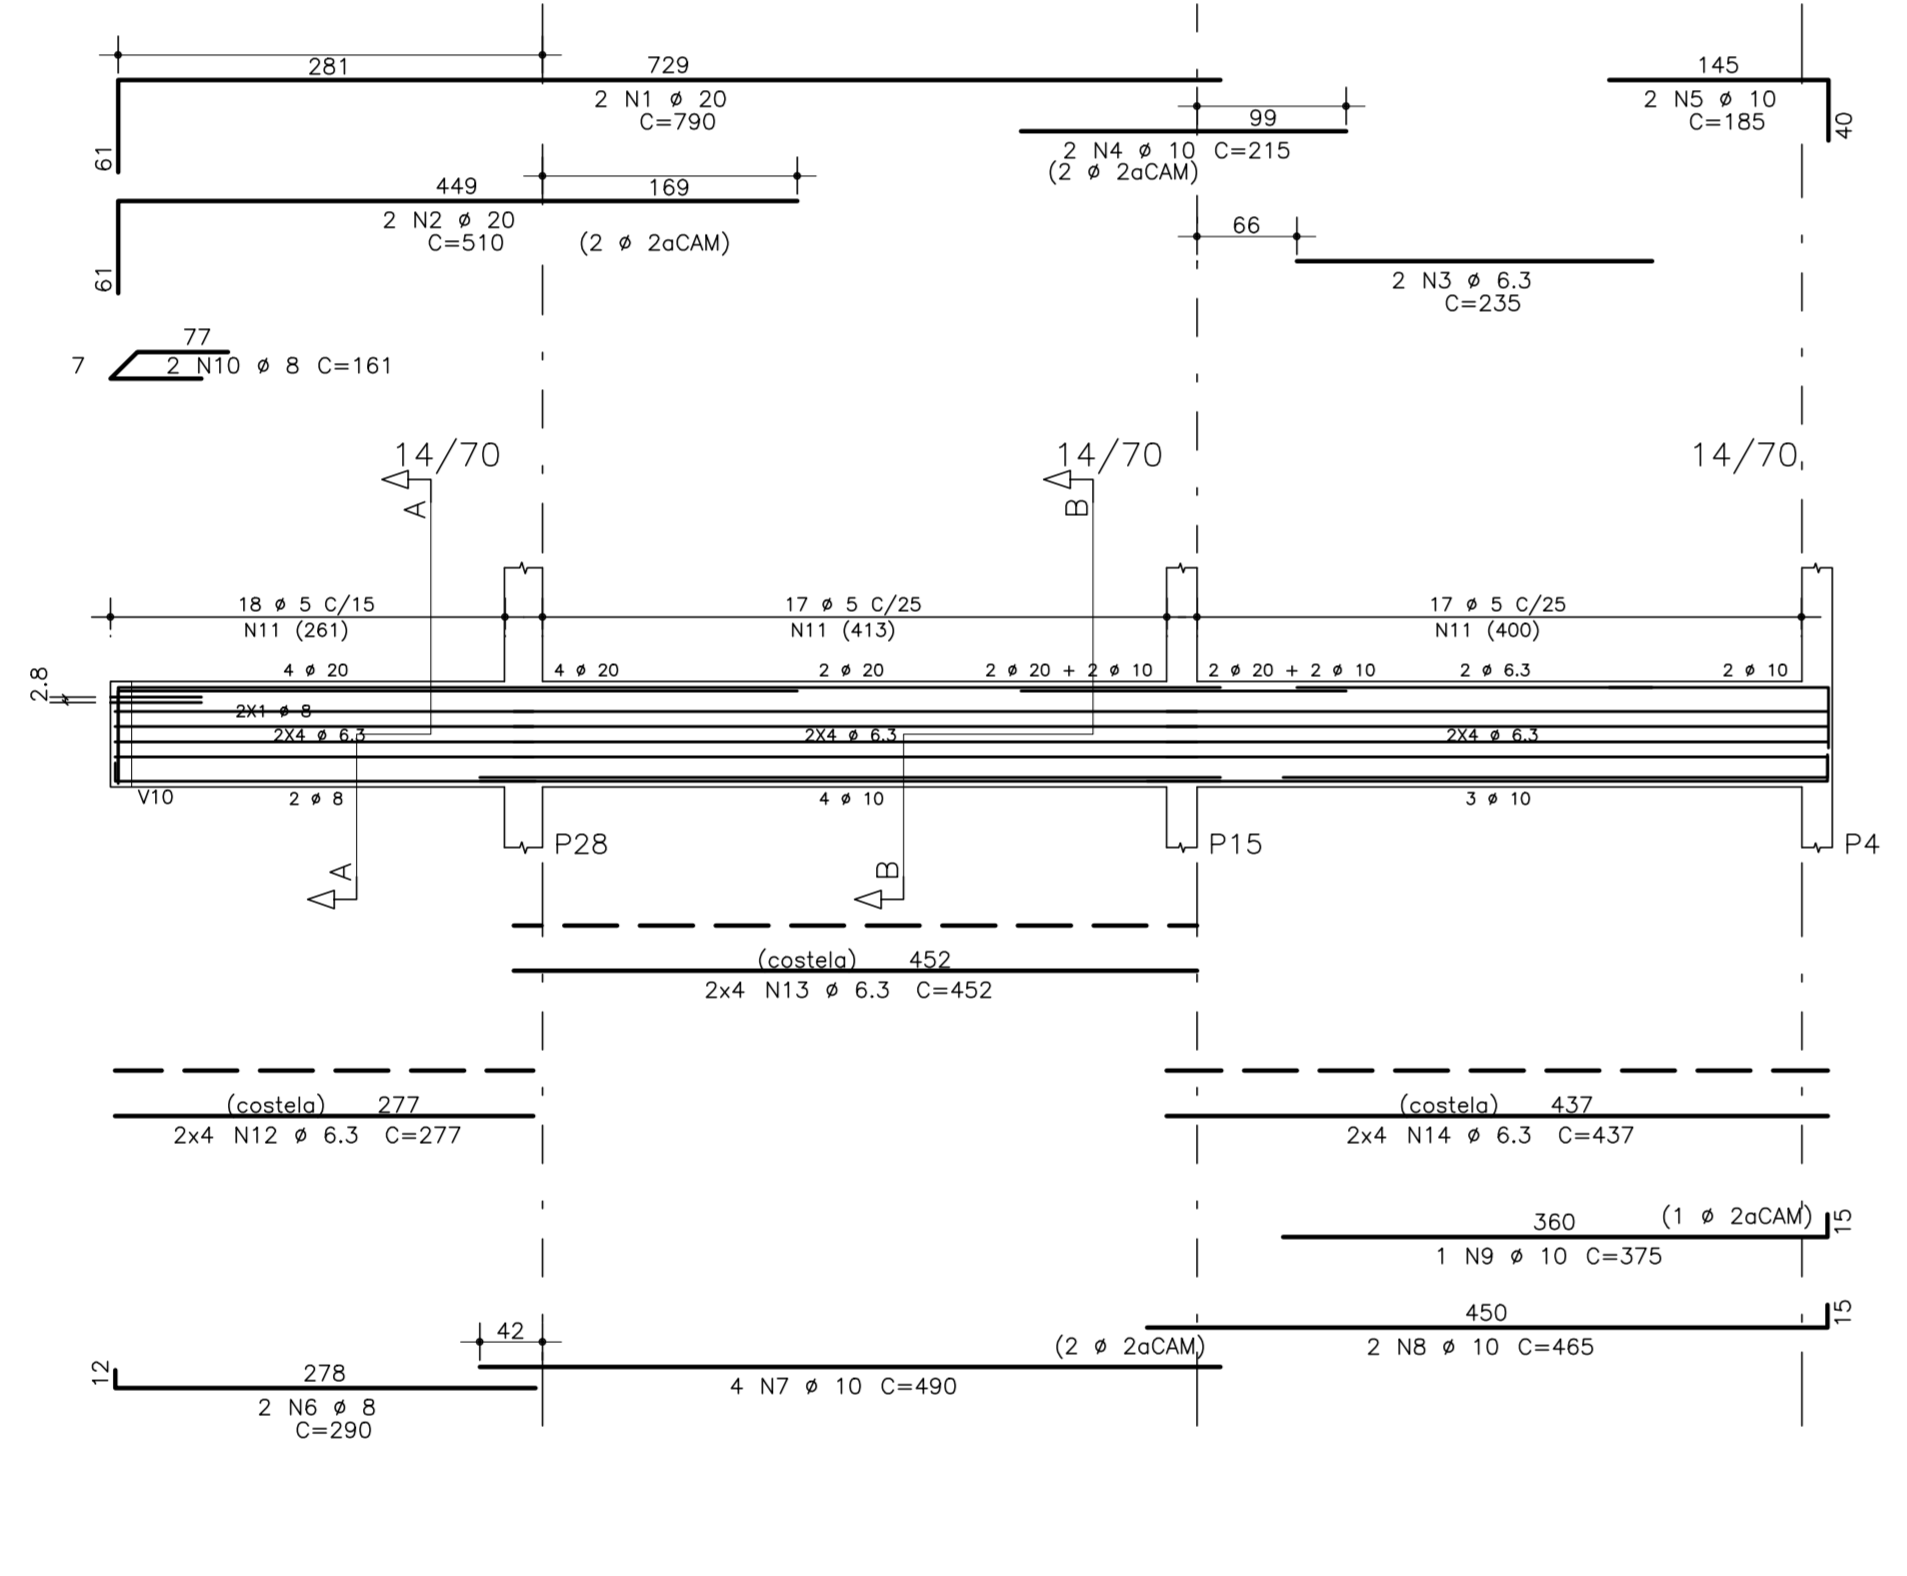 281
729
2 N1 ø 20
C=790
61
99
2 N4 ø 10 C=215
(2 ø 2aCAM)
145
2 N5 ø 10
C=185
40
449
169
2 N2 ø 20
C=510
(2 ø 2aCAM)
61
66
2 N3 ø 6.3
C=235
77
7
2 N10 ø 8 C=161
14/70
14/70
14/70
A
B
18 ø 5 C/15
N11 (261)
17 ø 5 C/25
N11 (413)
17 ø 5 C/25
N11 (400)
4 ø 20
4 ø 20
2 ø 20
2 ø 20 + 2 ø 10
2 ø 20 + 2 ø 10
2 ø 6.3
2 ø 10
2.8
2X1 ø 8
2X4 ø 6.3
2X4 ø 6.3
2X4 ø 6.3
V10
2 ø 8
4 ø 10
3 ø 10
P28
P15
P4
A
B
(costela) 452
2x4 N13 ø 6.3 C=452
(costela) 277
2x4 N12 ø 6.3 C=277
(costela) 437
2x4 N14 ø 6.3 C=437
360
(1 ø 2aCAM)
15
1 N9 ø 10 C=375
450
15
2 N8 ø 10 C=465
42
(2 ø 2aCAM)
4 N7 ø 10 C=490
12
278
2 N6 ø 8
C=290